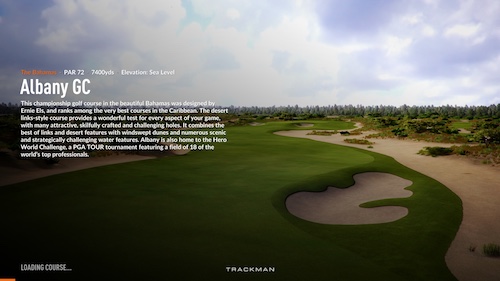 The Bahamas - PAR 72 7400yds Elevation: Sea Level
Albany GC
This championship golf course in the beautiful Bahamas was designed by
Ernie Els, and ranks among the very best courses in the Caribbean. The desert
links-style course provides a wonderful test for every aspect of your game,
with many attractive, skilfully crafted and challenging holes. It combines the
best of links and desert features with windswept dunes and numerous scenic
and strategically challenging water features. Albany is also home to the Hero
World Challenge, a PGA TOUR tournament featuring a field of 18 of the
world's top professionals.
LOADING COURSE...
TRACKMAN